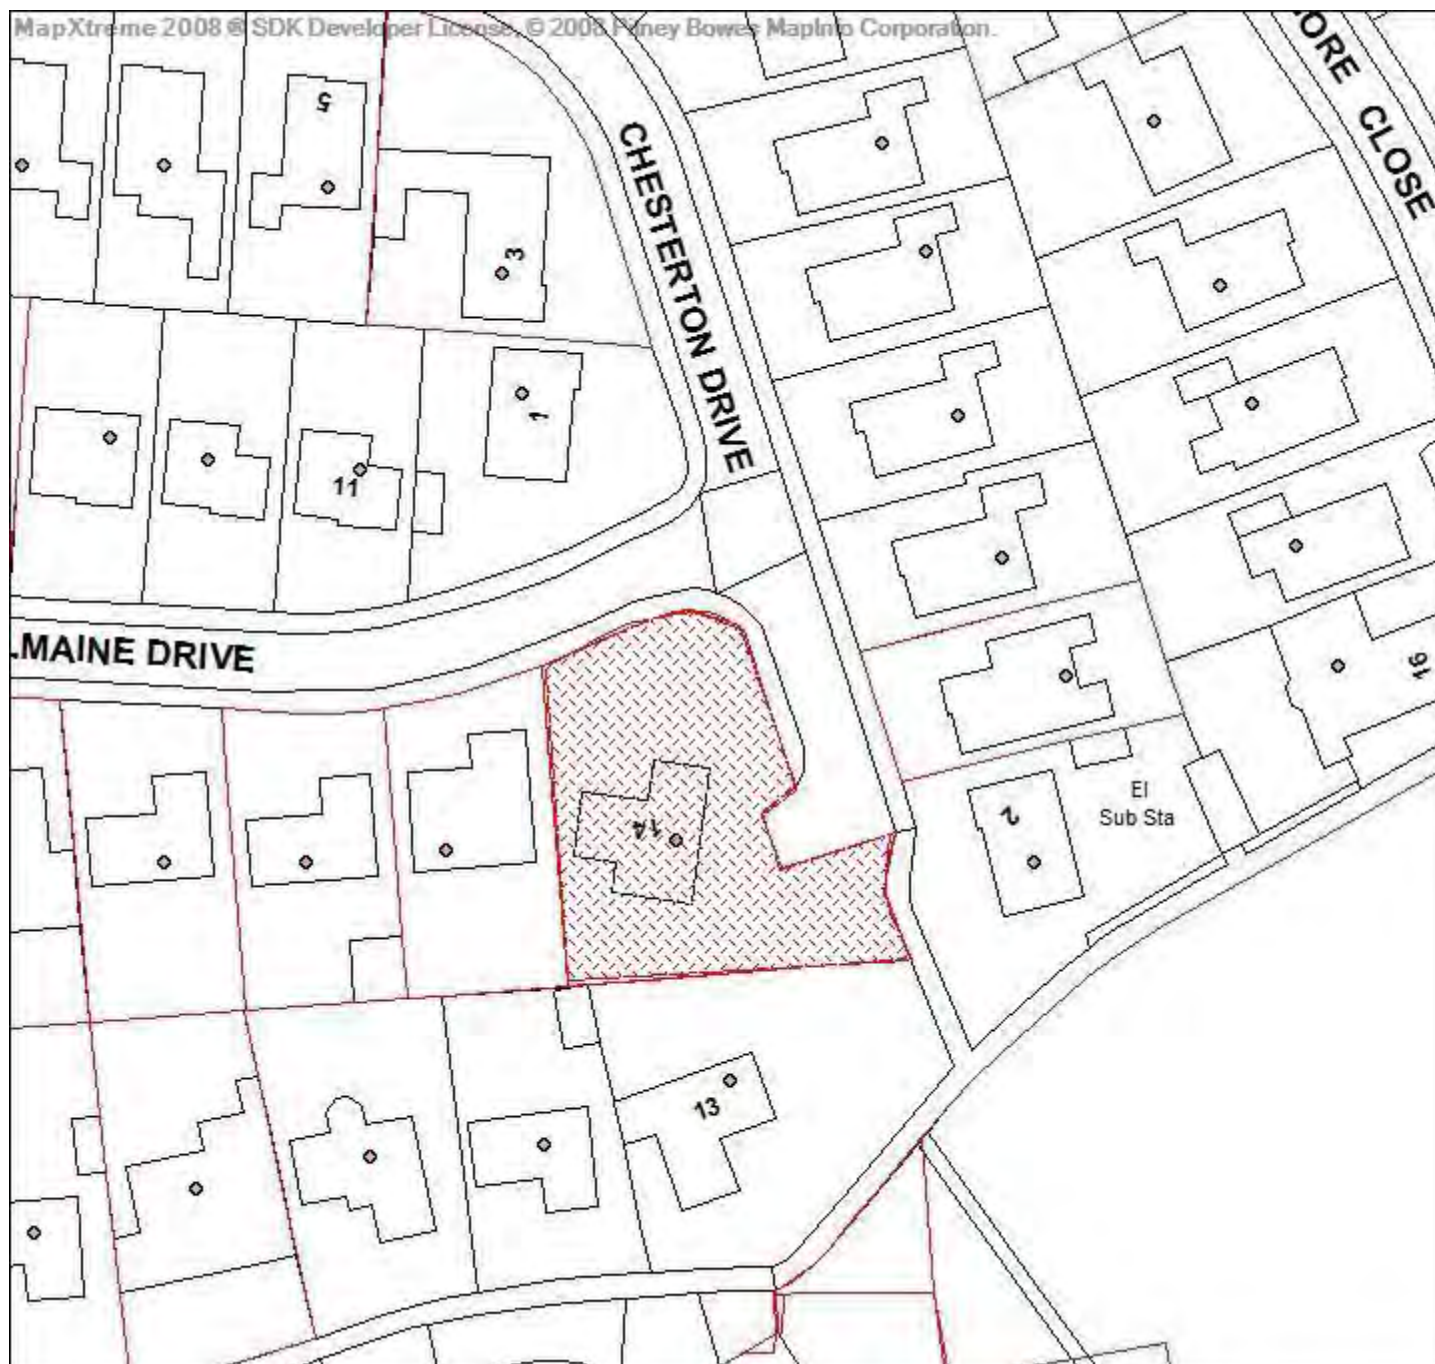 MapXtreme 2008 ® SDK Developer License, © 2008 Pitney Bowes MapInfo Corporation.
ORE CLOSE
5
CHESTERTON DRIVE
3
1
11
.MAINE DRIVE
16
El
Sub Sta
2
14
13